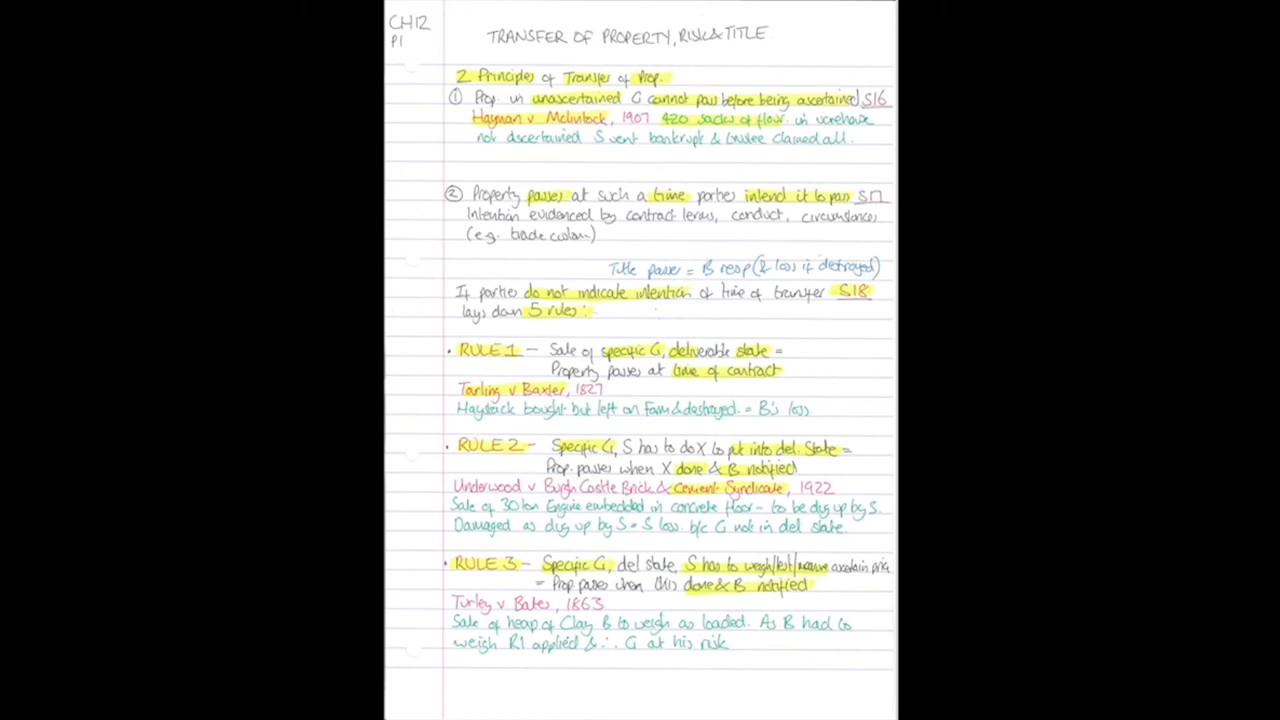 CH12
P1
TRANSFER OF PROPERTY, RISK & TITLE
2 Principles of Transfer of Prop.
① Prop. in unascertained G cannot pass before being ascertained S16
Hayman v McLintock, 1907 420 sacks of flour in warehouse
not ascertained S went bankrupt & trustee claimed all.
② Property passes at such a time parties intend it to pass S17
Intention evidenced by contract terms, conduct, circumstances
(e.g. trade custom)
Title passes = B resp (& loss if destroyed)
If parties do not indicate intention of time of transfer S18
lays down 5 rules:
• RULE 1 – Sale of specific G, deliverable state =
Property passes at time of contract
Tarling v Baxter, 1827
Haystack bought but left on Farm & destroyed. = B's loss
• RULE 2 – Specific G, S has to do X to put into del. State =
Prop. passes when X done & B notified
Underwood v Burgh Castle Brick & Cement Syndicate, 1922
Sale of 30 ton Engine embedded in concrete floor – to be dug up by S.
Damaged as dug up by S = S loss. b/c G not in del state.
• RULE 3 – Specific G, del state, S has to weigh/test/measure ascertain price
= Prop passes when this done & B notified
Turley v Bates, 1863
Sale of heap of Clay B to weigh as loaded. As B had to
weigh R1 applied & ∴ G at his risk